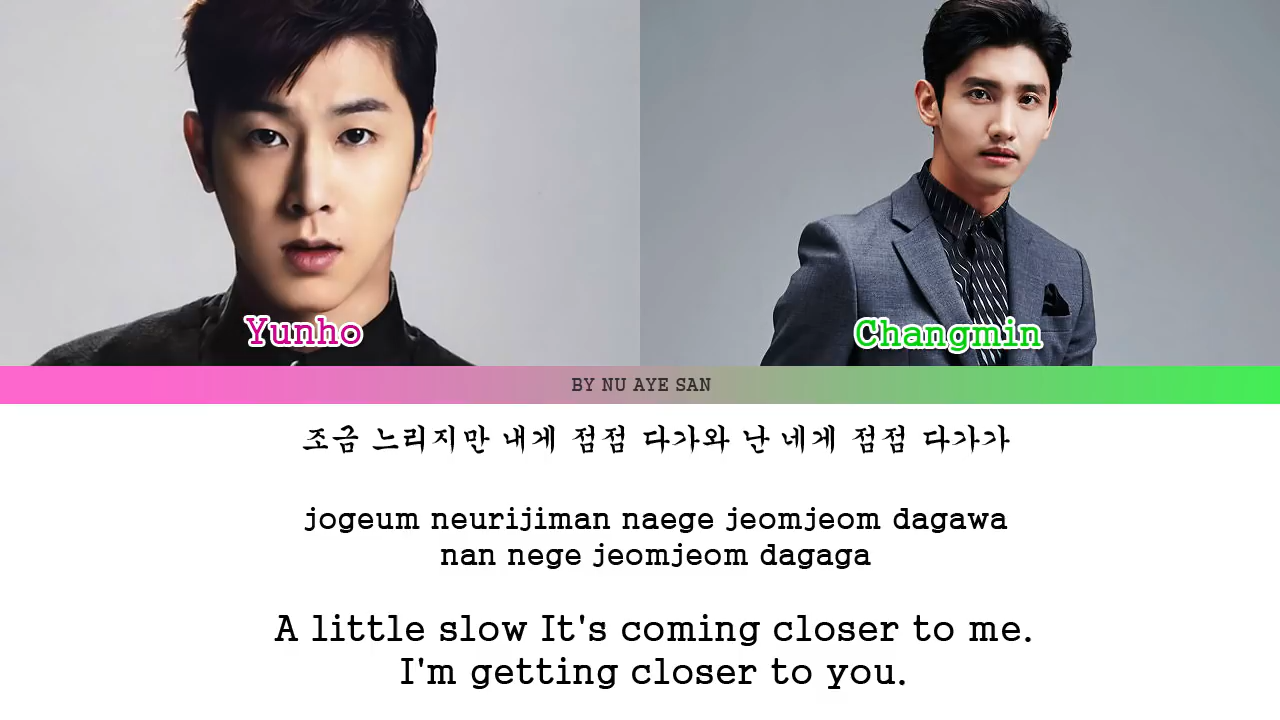 Yunho
Changmin
BY NU AYE SAN
조금 느리지만 내게 점점 다가와 난 네게 점점 다가가
jogeum neurijiman naege jeomjeom dagawa
nan nege jeomjeom dagaga
A little slow It's coming closer to me.
I'm getting closer to you.